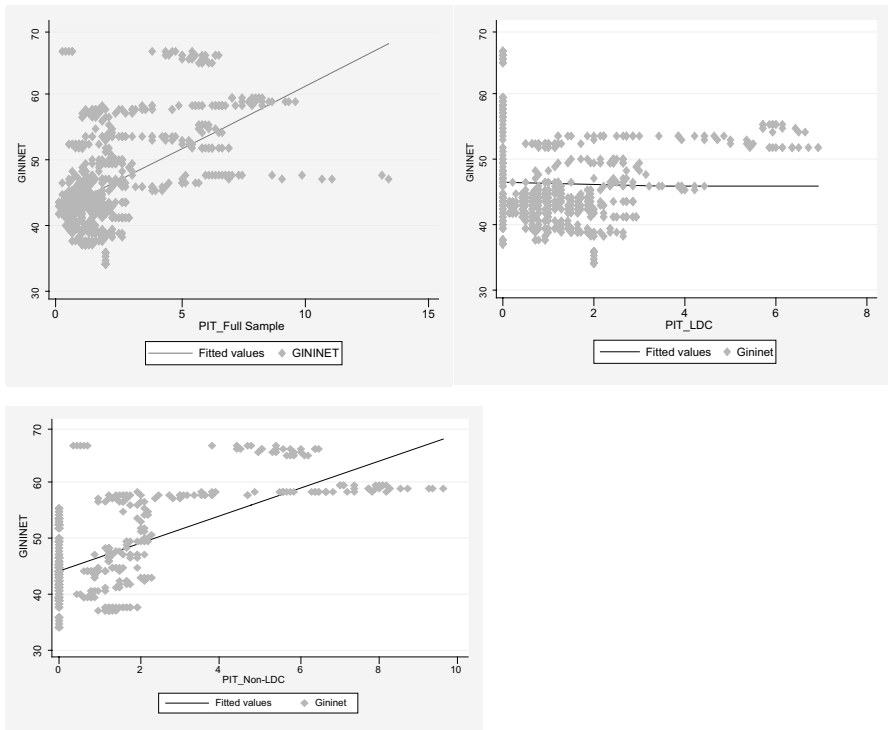 70
60
50
40
30
GININET
0
5
10
15
PIT_Full Sample
Fitted values
GININET
70
60
50
40
30
GININET
0
2
4
6
8
PIT_LDC
Fitted values
Gininet
70
60
50
40
30
GININET
0
2
4
6
8
10
PIT_Non-LDC
Fitted values
Gininet